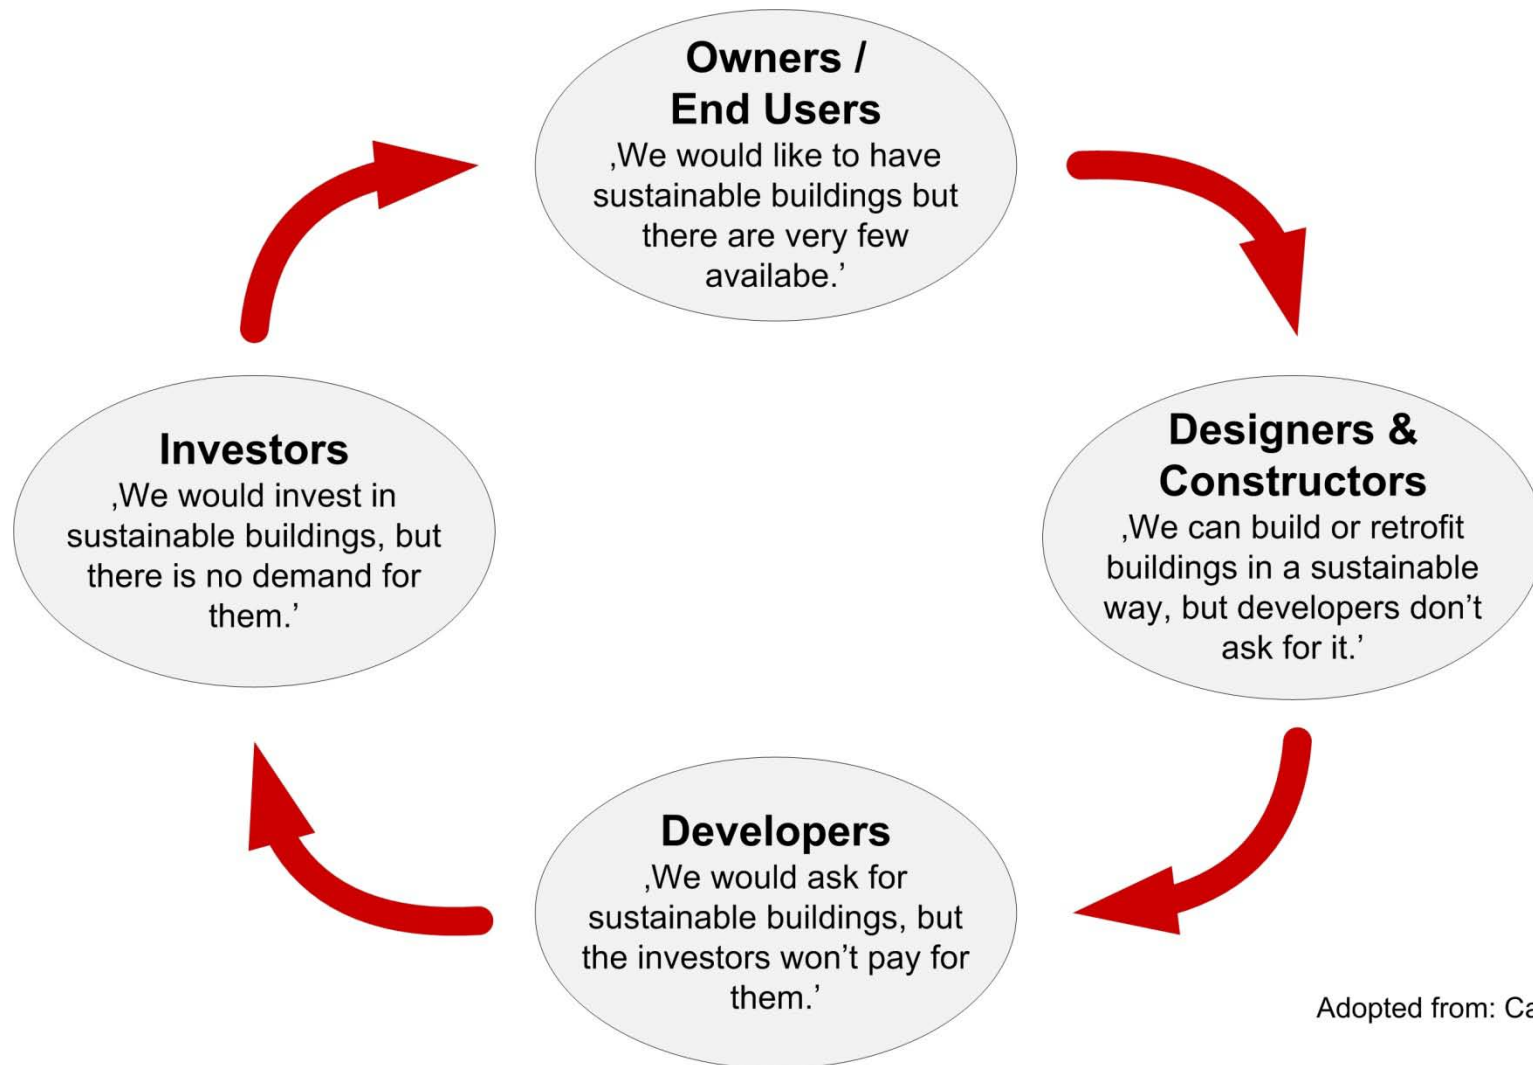 Owners /
End Users
‚We would like to have
sustainable buildings but
there are very few
availabe.’
Designers &
Constructors
‚We can build or retrofit
buildings in a sustainable
way, but developers don’t
ask for it.’
Developers
‚We would ask for
sustainable buildings, but
the investors won’t pay for
them.’
Investors
‚We would invest in
sustainable buildings, but
there is no demand for
them.’
Adopted from: